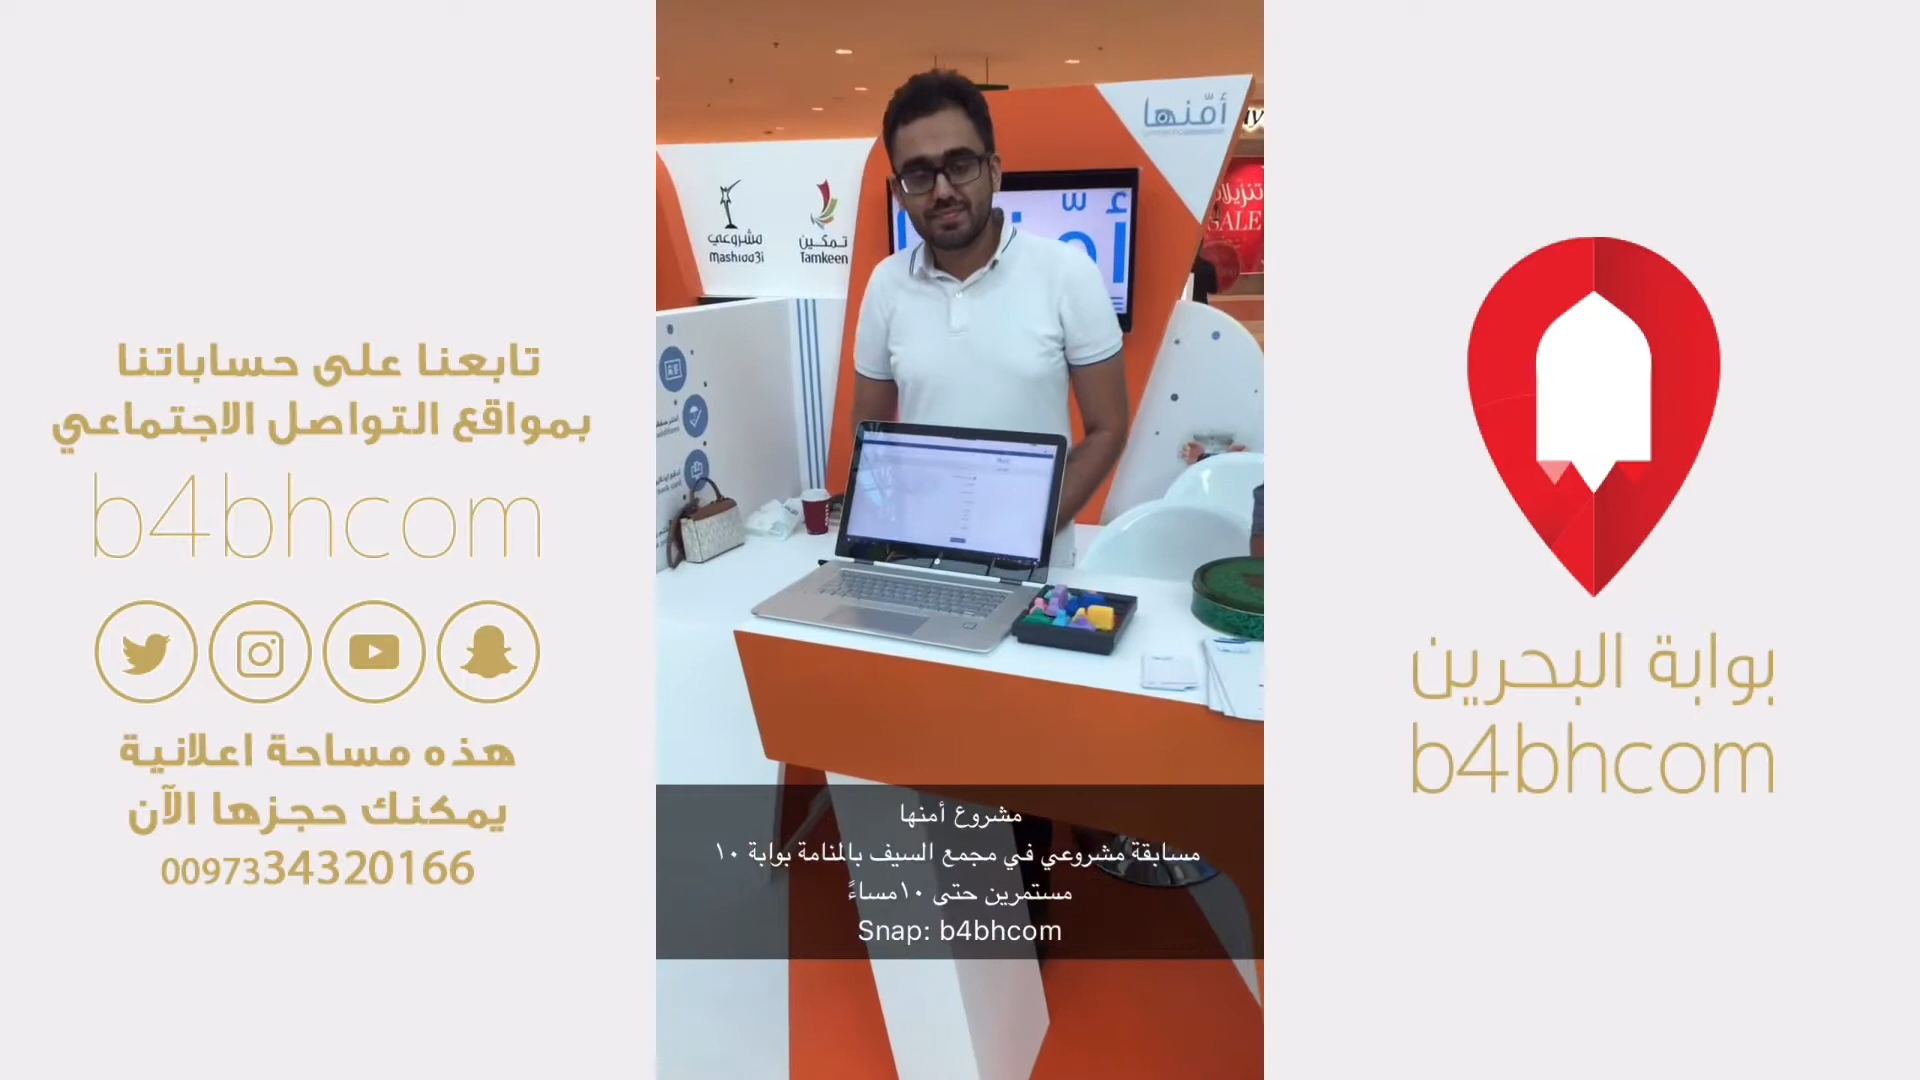 تابعنا على حساباتنا
بمواقع التواصل الاجتماعي
b4bhcom
هذه مساحة اعلانية
يمكنك حجزها الآن
0097334320166
أمّنها
مشروعي
Mashroo3i
تمكين
Tamkeen
تنزيلات
SALE
مشروع أمنها
مسابقة مشروعي في مجمع السيف بالمنامة بوابة ١٠
مستمرين حتى ١٠مساءً
Snap: b4bhcom
بوابة البحرين
b4bhcom